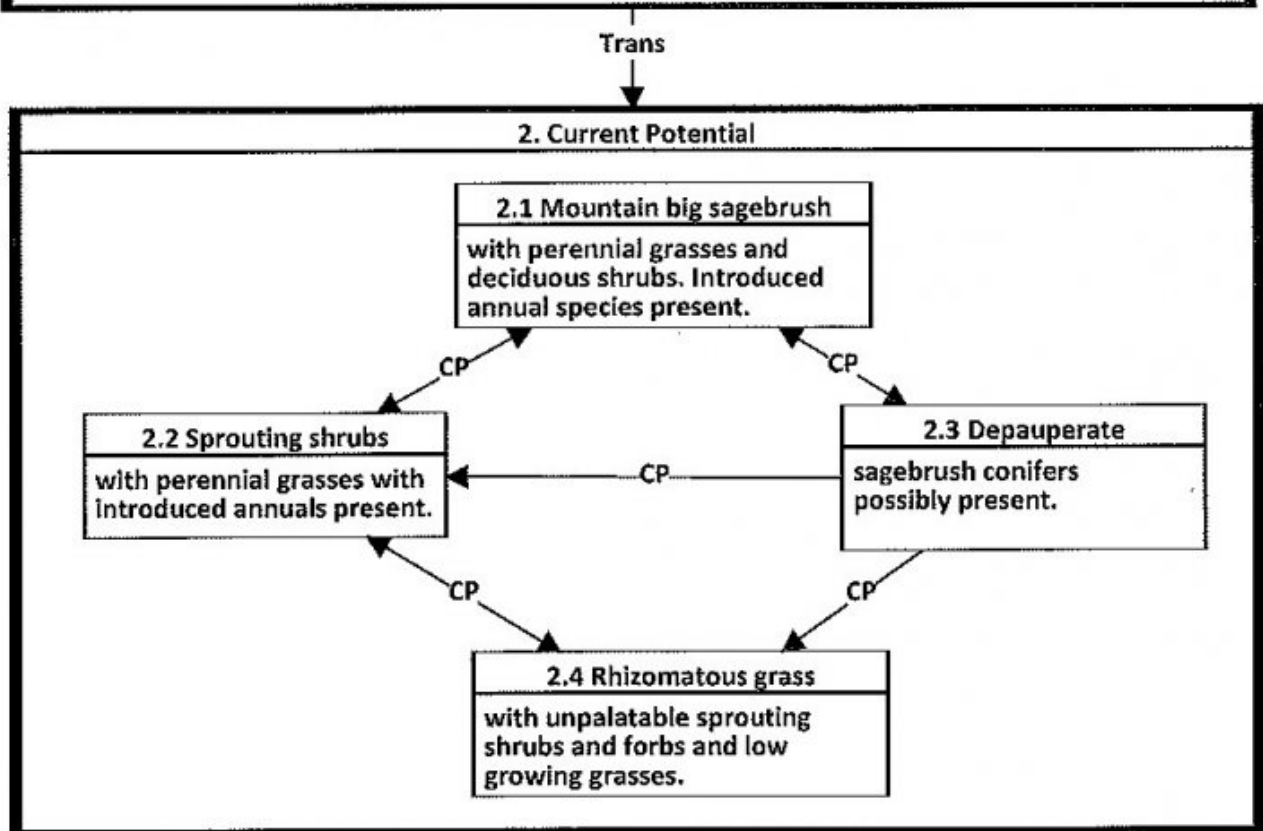 Trans
2. Current Potential
2.1 Mountain big sagebrush
with perennial grasses and
deciduous shrubs. Introduced
annual species present.
CP
CP
2.2 Sprouting shrubs
with perennial grasses with
introduced annuals present.
CP
2.3 Depauperate
sagebrush conifers
possibly present.
CP
CP
2.4 Rhizomatous grass
with unpalatable sprouting
shrubs and forbs and low
growing grasses.